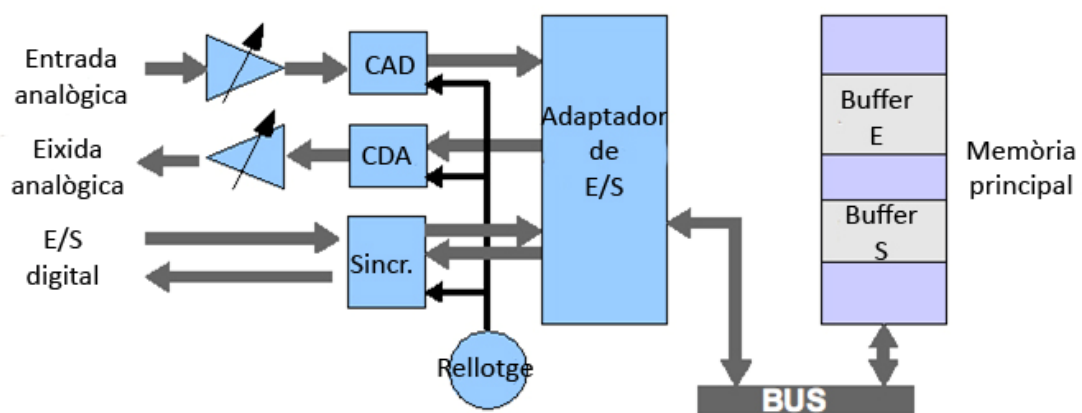 Entrada
analògica
CAD
Eixida
analògica
CDA
E/S
digital
Sincr.
Rellotge
Adaptador
de
E/S
Buffer
E
Buffer
S
Memòria
principal
BUS